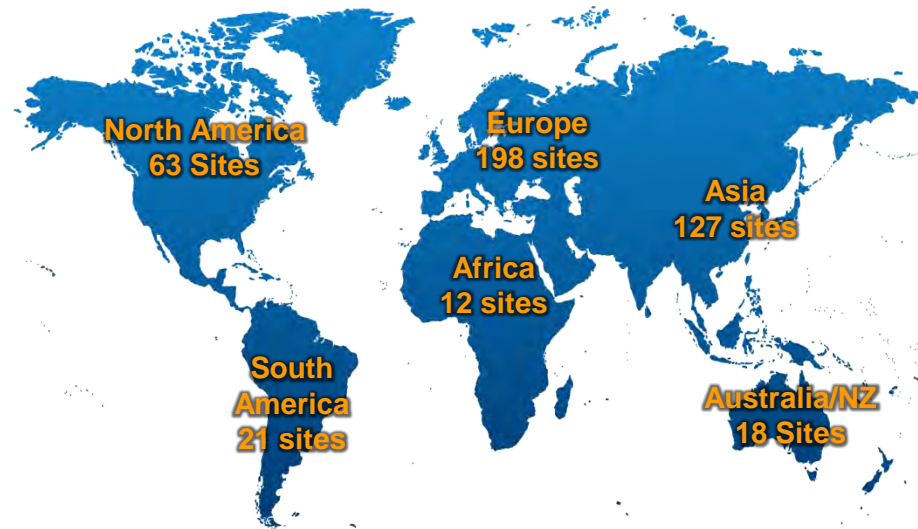 North America
63 Sites
Europe
198 sites
Asia
127 sites
Africa
12 sites
South
America
21 sites
Australia/NZ
18 Sites